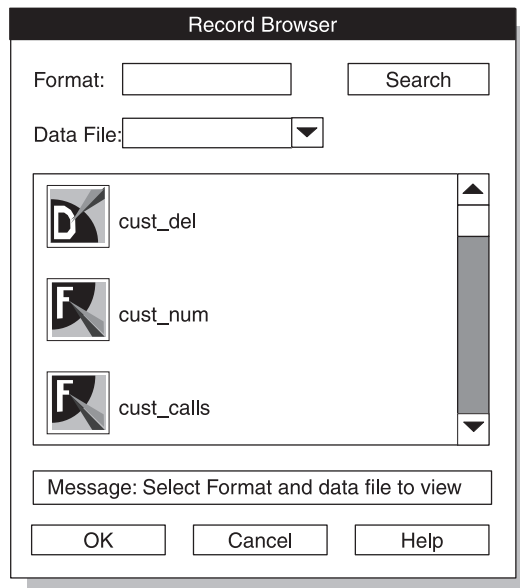 Record Browser
Format:
Search
Data File:
D
cust_del
F
cust_num
F
cust_calls
Message: Select Format and data file to view
OK
Cancel
Help